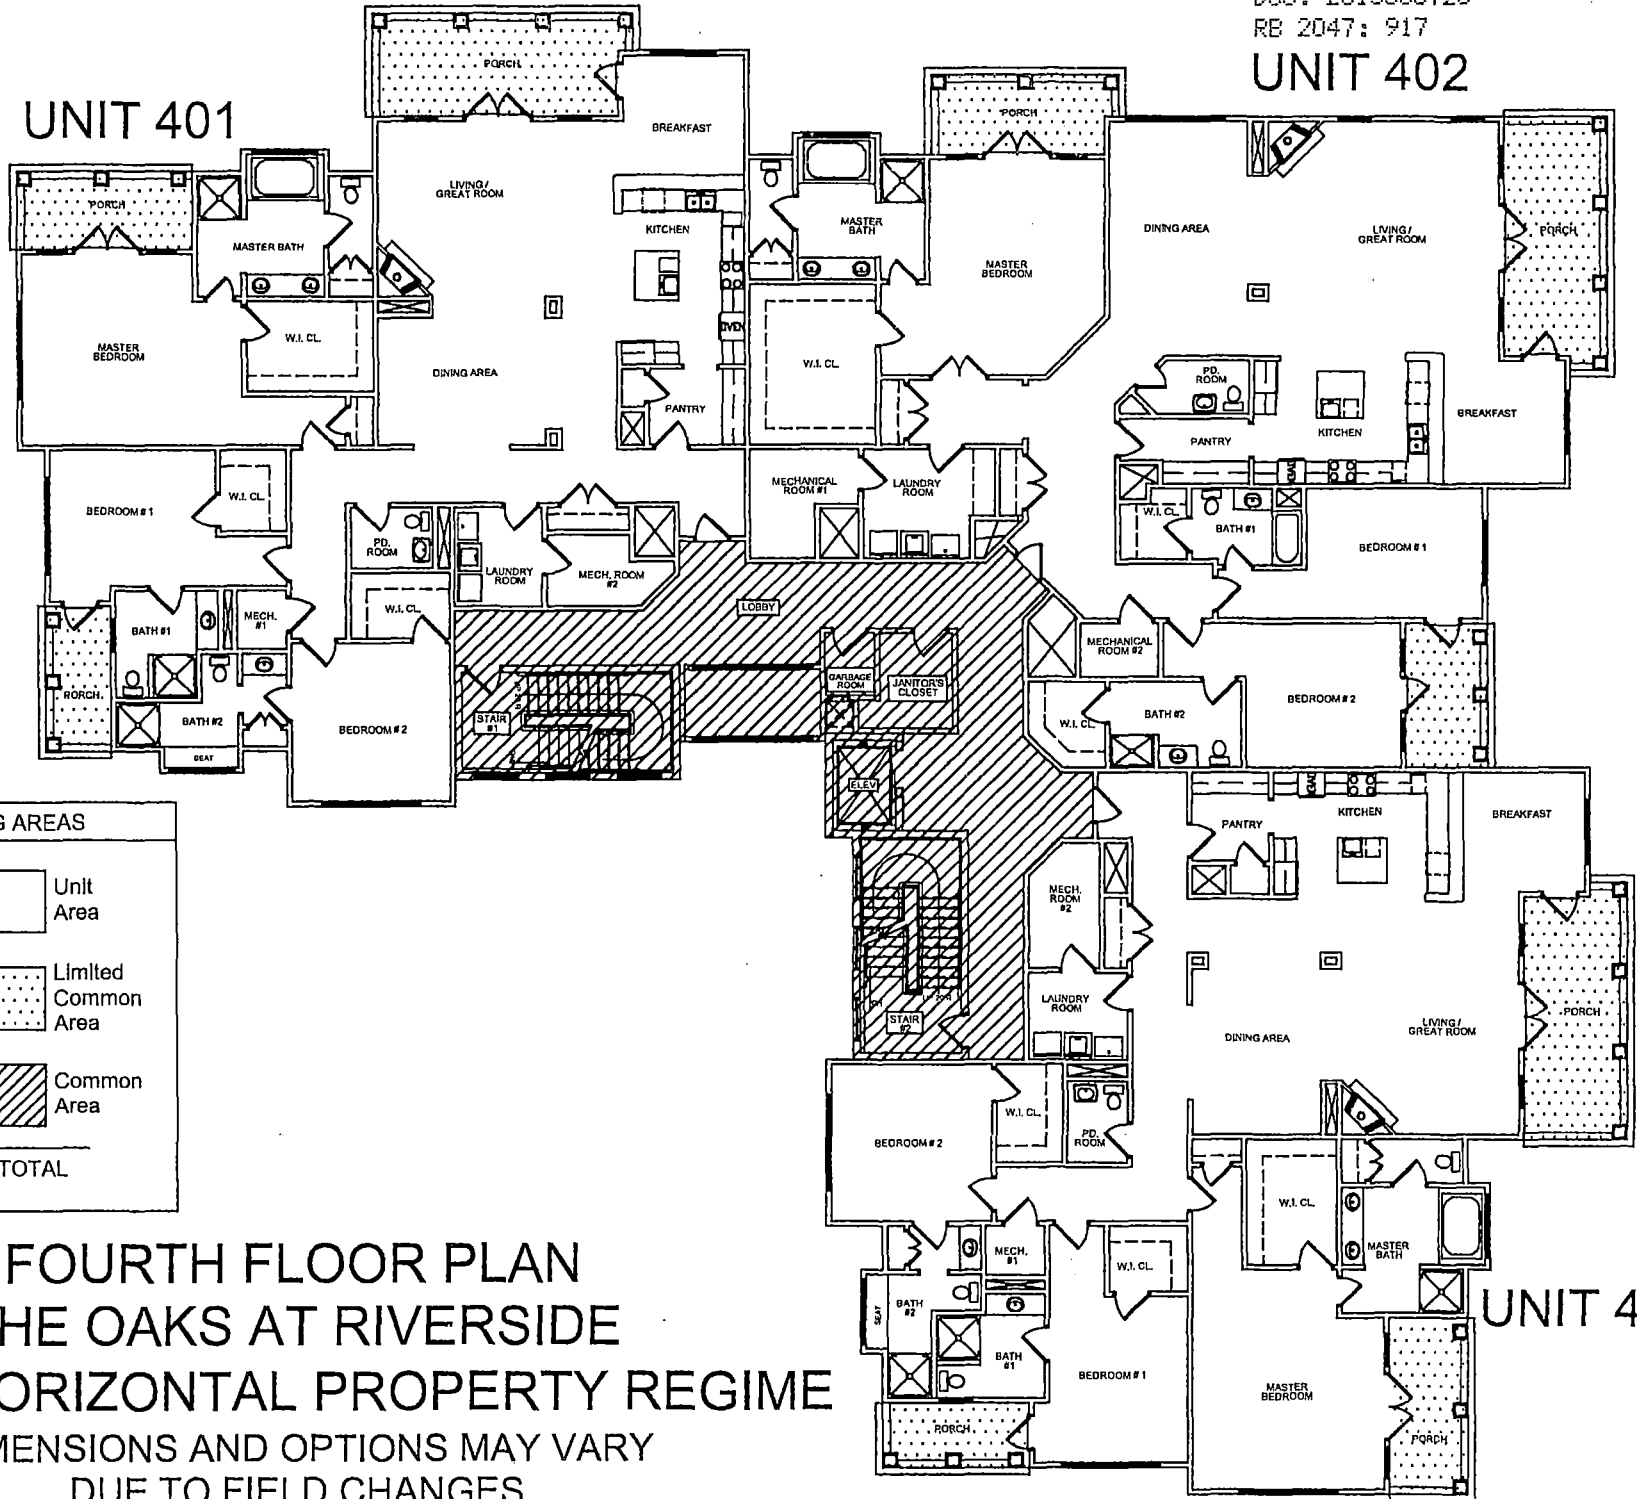 RB 2047: 917
UNIT 402
UNIT 401
PORCH
BREAKFAST
LIVING /
GREAT ROOM
KITCHEN
OVEN
PORCH
MASTER BATH
MASTER
BEDROOM
W.I. CL.
DINING AREA
PANTRY
BEDROOM # 1
W.I. CL.
PD.
ROOM
LAUNDRY
ROOM
MECH. ROOM
#2
W.I. CL.
MECH.
#1
BATH #1
PORCH
BATH #2
SEAT
BEDROOM # 2
PORCH
MASTER
BATH
MASTER
BEDROOM
W.I. CL.
DINING AREA
LIVING /
GREAT ROOM
PORCH
PD.
ROOM
KITCHEN
BREAKFAST
PANTRY
MECHANICAL
ROOM #1
LAUNDRY
ROOM
W.I. CL.
BATH #1
BEDROOM # 1
MECHANICAL
ROOM #2
W.I. CL.
BATH #2
BEDROOM # 2
LOBBY
STAIR
#1
GARBAGE
ROOM
JANITOR'S
CLOSET
ELEV
STAIR
#2
PANTRY
KITCHEN
BREAKFAST
MECH.
ROOM
#2
LAUNDRY
ROOM
DINING AREA
LIVING /
GREAT ROOM
PORCH
BEDROOM # 2
W.I. CL.
PD.
ROOM
W.I. CL.
MASTER
BATH
MECH.
#1
W.I. CL.
SEAT
BATH
#2
BATH
#1
BEDROOM # 1
MASTER
BEDROOM
PORCH
PORCH
UNIT 4
G AREAS
Unit
Area
Limited
Common
Area
Common
Area
TOTAL
FOURTH FLOOR PLAN
HE OAKS AT RIVERSIDE
ORIZONTAL PROPERTY REGIME
MENSIONS AND OPTIONS MAY VARY
DUE TO FIELD CHANGES